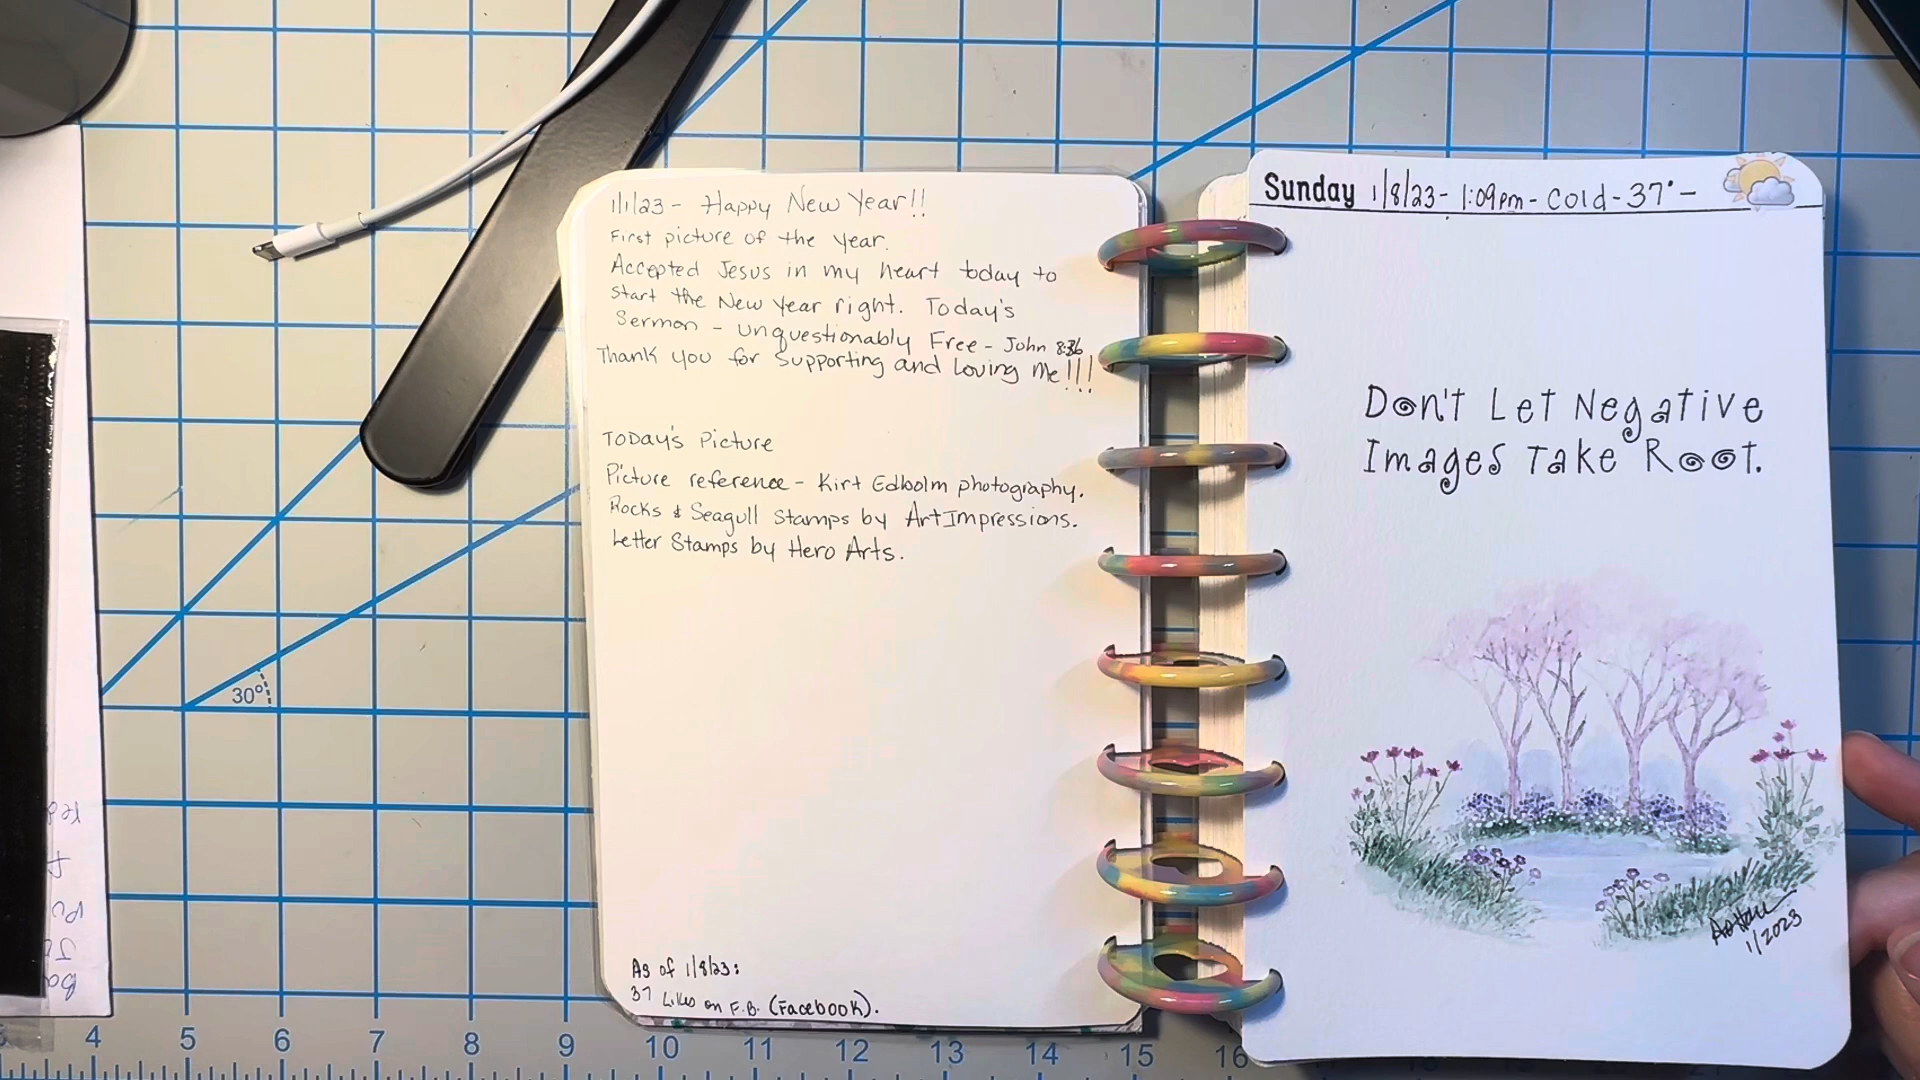 1/1/23 - Happy New Year!!
First picture of the year.
Accepted Jesus in my heart today to
start the New Year right. Today's
Sermon - Unquestionably Free - John 8:36
Thank you for supporting and loving me!!!
Today's Picture
Picture reference - Kirt Edbolm photography.
Rocks & Seagull Stamps by ArtImpressions.
Letter Stamps by Hero Arts.
As of 1/8/23:
37 Likes on F.B. (Facebook).
Sunday 1/8/23 - 1:09pm - Cold - 37° -
Don't Let Negative
Images Take Root.
1/2023
30°
4 5 6 7 8 9 10 11 12 13 14 15 16